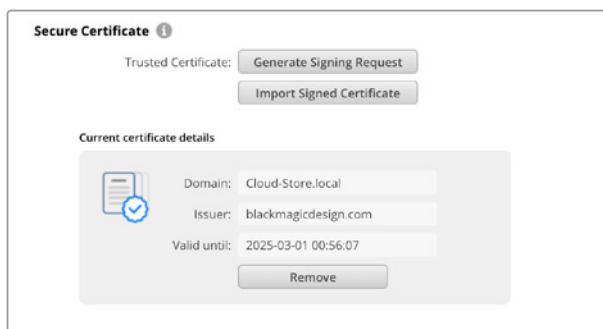 Secure Certificate i
Trusted Certificate: Generate Signing Request
Import Signed Certificate
Current certificate details
Domain: Cloud-Store.local
Issuer: blackmagicdesign.com
Valid until: 2025-03-01 00:56:07
Remove